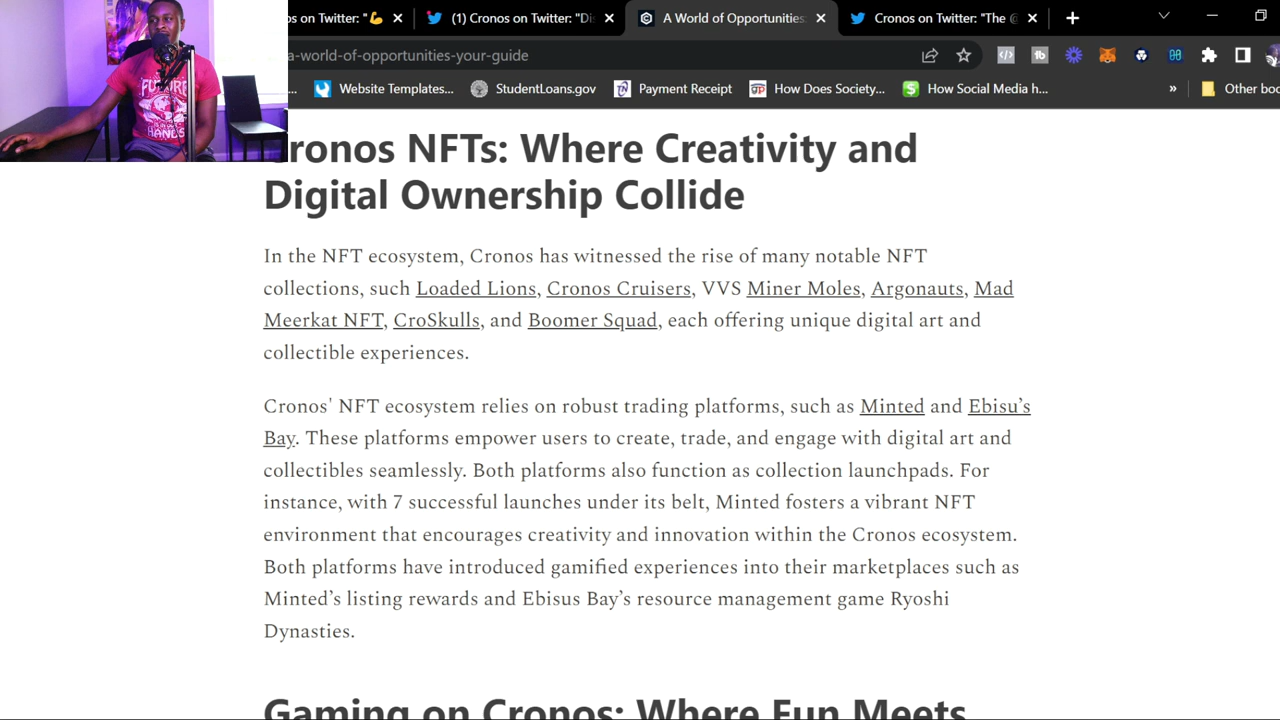 os on Twitter: "💪
(1) Cronos on Twitter: "Di
A World of Opportunities:
Cronos on Twitter: "The @
a-world-of-opportunities-your-guide
Website Templates...
StudentLoans.gov
Payment Receipt
How Does Society...
How Social Media h...
»
Other boo
FUTURE
HANDS
ronos NFTs: Where Creativity and
Digital Ownership Collide
In the NFT ecosystem, Cronos has witnessed the rise of many notable NFT
collections, such Loaded Lions, Cronos Cruisers, VVS Miner Moles, Argonauts, Mad
Meerkat NFT, CroSkulls, and Boomer Squad, each offering unique digital art and
collectible experiences.
Cronos' NFT ecosystem relies on robust trading platforms, such as Minted and Ebisu’s
Bay. These platforms empower users to create, trade, and engage with digital art and
collectibles seamlessly. Both platforms also function as collection launchpads. For
instance, with 7 successful launches under its belt, Minted fosters a vibrant NFT
environment that encourages creativity and innovation within the Cronos ecosystem.
Both platforms have introduced gamified experiences into their marketplaces such as
Minted’s listing rewards and Ebisus Bay’s resource management game Ryoshi
Dynasties.
Gaming on Cronos: Where Fun Meets